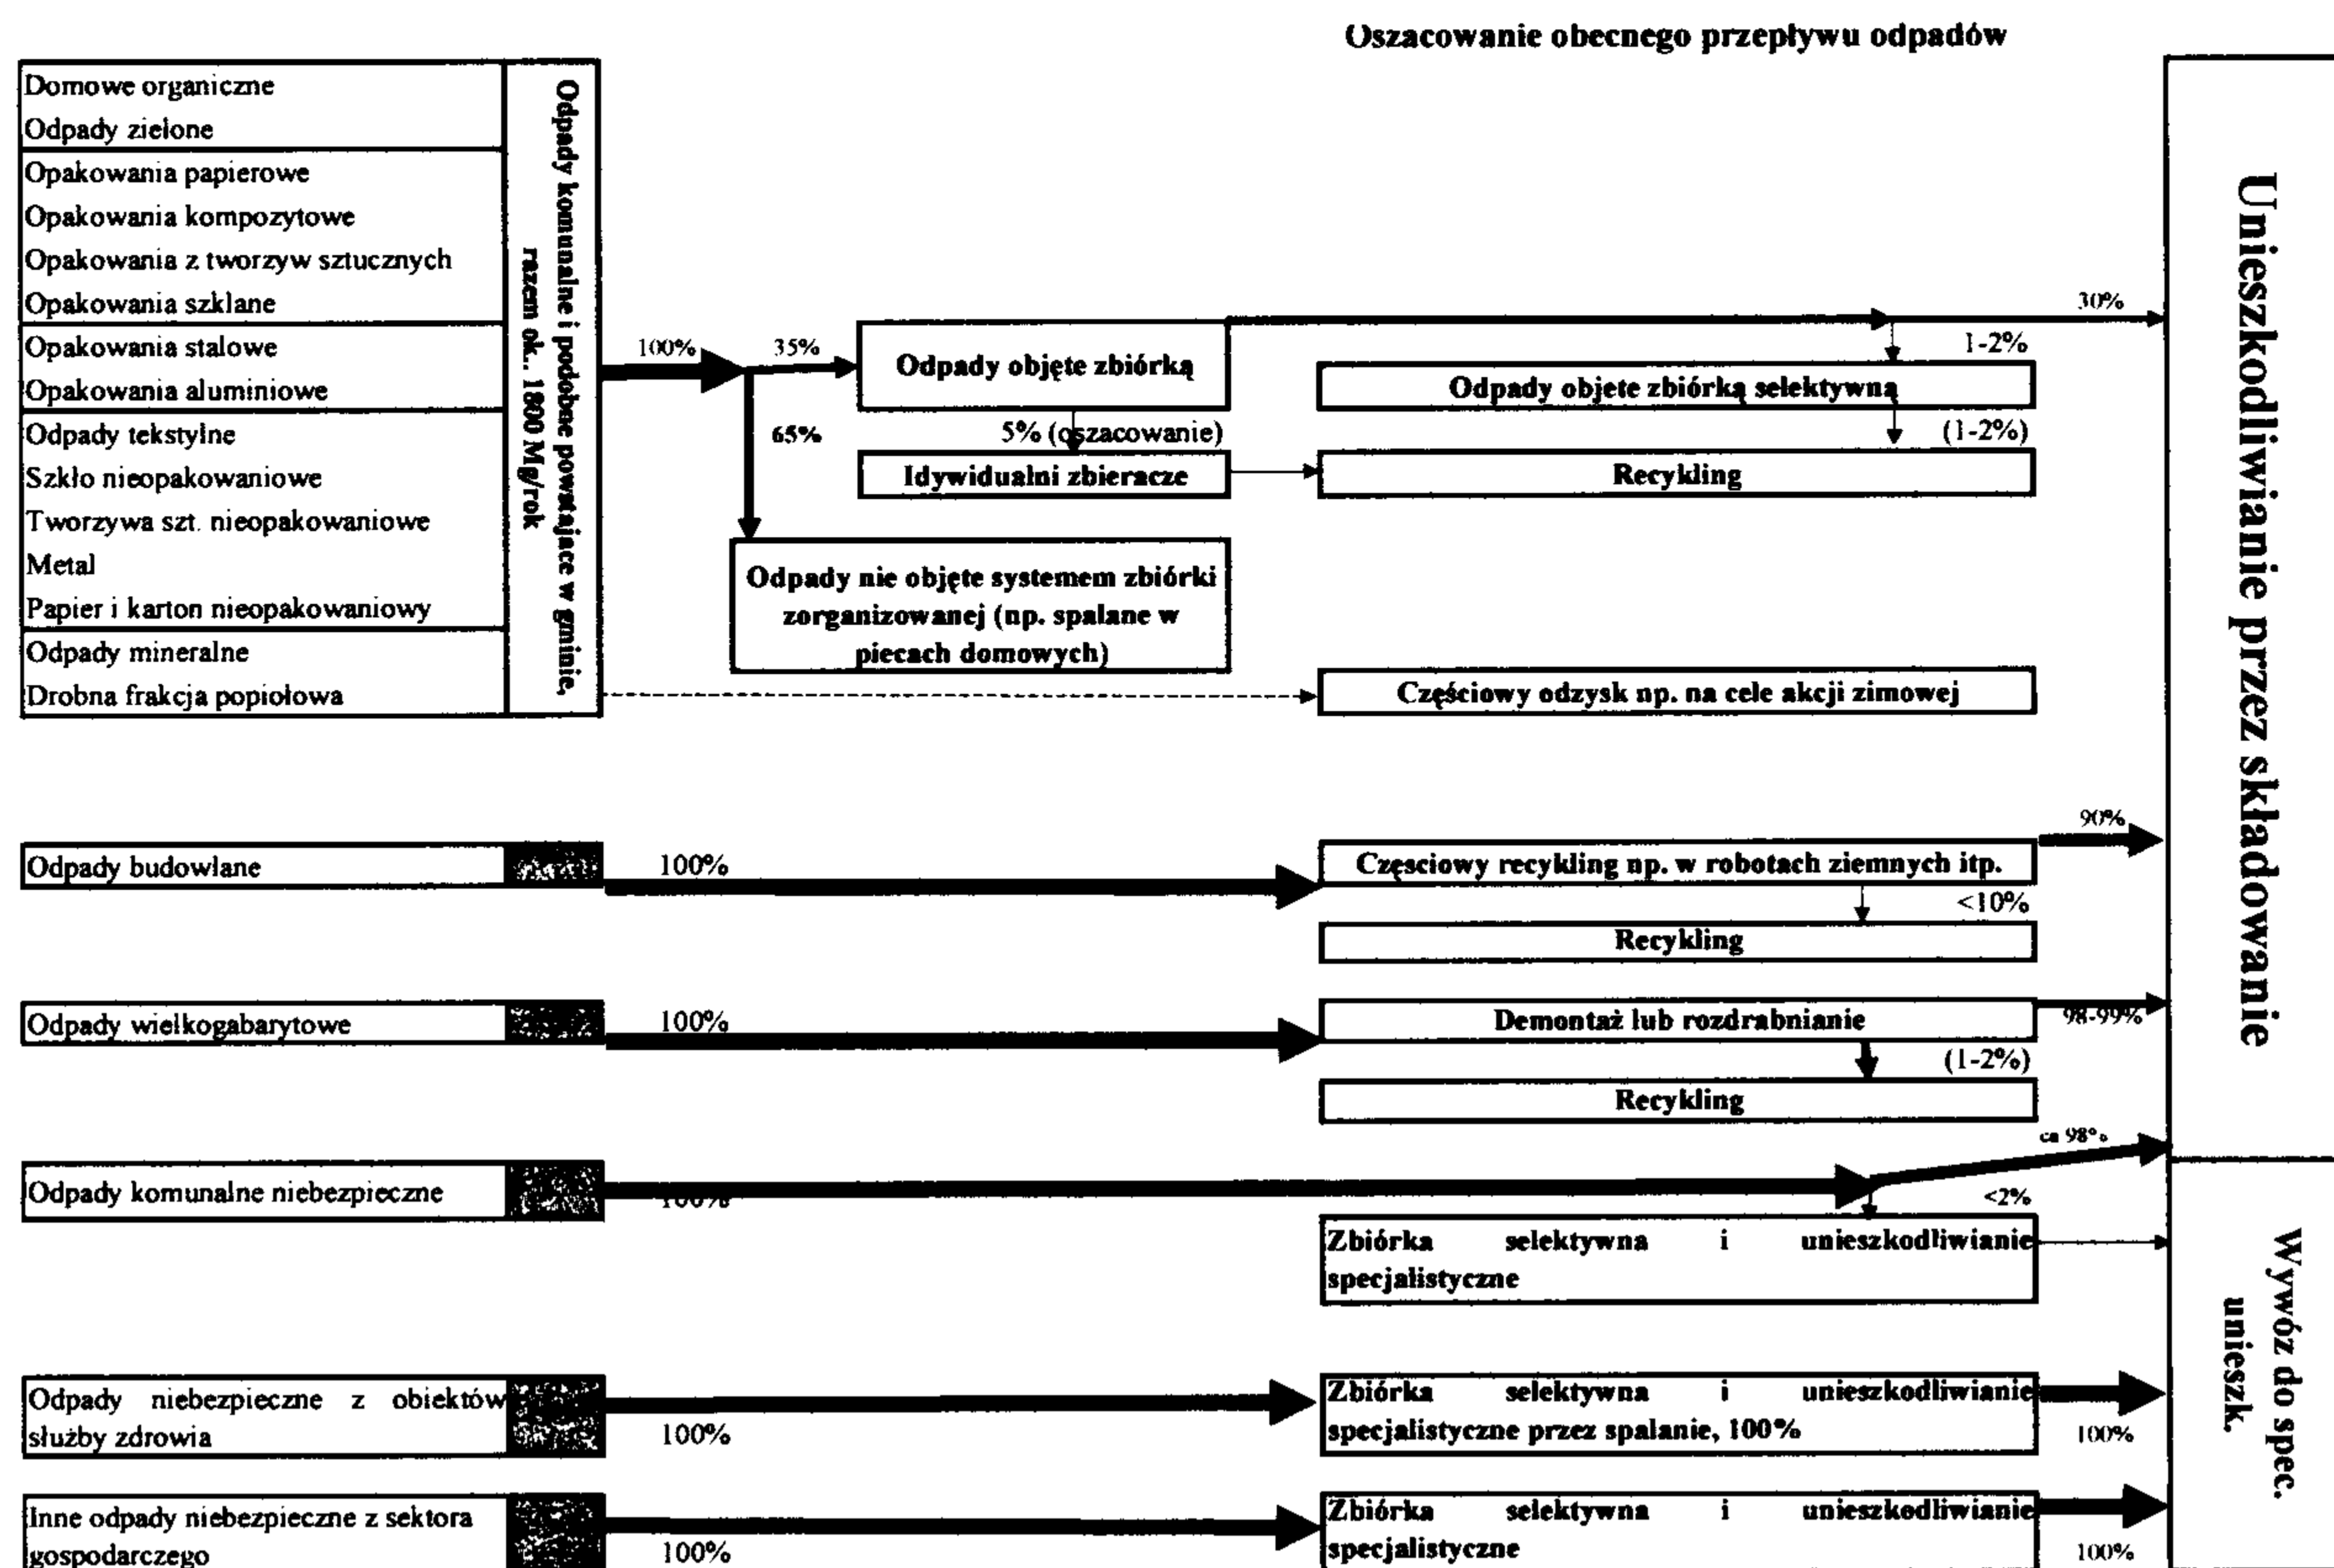 Oszacowanie obecnego przepływu odpadów
Domowe organiczne
Odpady zielone
Opakowania papierowe
Opakowania kompozytowe
Opakowania z tworzyw sztucznych
Opakowania szklane
Opakowania stalowe
Opakowania aluminiowe
Odpady tekstylne
Szkło nieopakowaniowe
Tworzywa szt. nieopakowaniowe
Metal
Papier i karton nieopakowaniowy
Odpady mineralne
Drobna frakcja popiołowa
Odpady komunalne i podobne powstające w gminie,
razem ok.. 1800 Mg/rok
100%
35%
65%
Odpady objęte zbiórką
5% (oszacowanie)
Idywidualni zbieracze
Odpady nie objęte systemem zbiórki
zorganizowanej (np. spalane w
piecach domowych)
30%
1-2%
Odpady objete zbiórką selektywną
(1-2%)
Recykling
Częściowy odzysk np. na cele akcji zimowej
Unieszkodliwianie przez składowanie
Odpady budowlane
100%
Częsciowy recykling np. w robotach ziemnych itp.
90%
<10%
Recykling
Odpady wielkogabarytowe
100%
Demontaż lub rozdrabnianie
98-99%
(1-2%)
Recykling
Odpady komunalne niebezpieczne
100%
ca 98%
<2%
Zbiórka selektywna i unieszkodliwianie
specjalistyczne
Wywóz do spec.
unieszk.
Odpady niebezpieczne z obiektów
służby zdrowia
100%
Zbiórka selektywna i unieszkodliwianie
specjalistyczne przez spalanie, 100%
100%
Inne odpady niebezpieczne z sektora
gospodarczego
100%
Zbiórka selektywna i unieszkodliwianie
specjalistyczne
100%